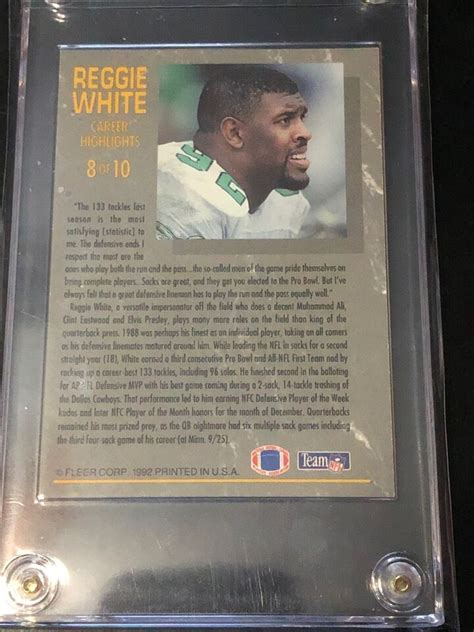 REGGIE
WHITE
CAREER
HIGHLIGHTS
8 OF 10
92
"The 133 tackles last
season is the most
satisfying [statistic] to me.
The defensive ends I
respect the most are the
ones who play both the run and the pass...the so-called men of the game pride themselves on
being complete players. Sacks are great, and they get you elected to the Pro Bowl. But I've
always felt that a great defensive lineman has to play the run and the pass equally well."
Reggie White, a versatile impersonator off the field who does a decent Muhammad Ali,
Clint Eastwood and Elvis Presley, plays many more roles on the field than king of the
quarterback press. 1988 was perhaps his finest as an individual player, taking on all comers
as his defensive linemates matured around him. While leading the NFL in sacks for a
second straight year (18), White earned a third consecutive Pro Bowl and All-NFL First Team nod by
racking up a career best 133 tackles, including 96 solos. He finished second in the balloting
for AP NFL Defensive MVP with his best game coming during a 2-sack, 14-tackle trashing of
the Dallas Cowboys. That performance led to him earning NFC Defensive Player of the Week
kudos and later NFC Player of the Month honors for the month of December. Quarterbacks
remained his most prized prey, as the QB nightmare had six multiple sack games including
the third four-sack game of his career (at Minn. 9/25).
© FLEER CORP. 1992 PRINTED IN U.S.A.
Team NFL